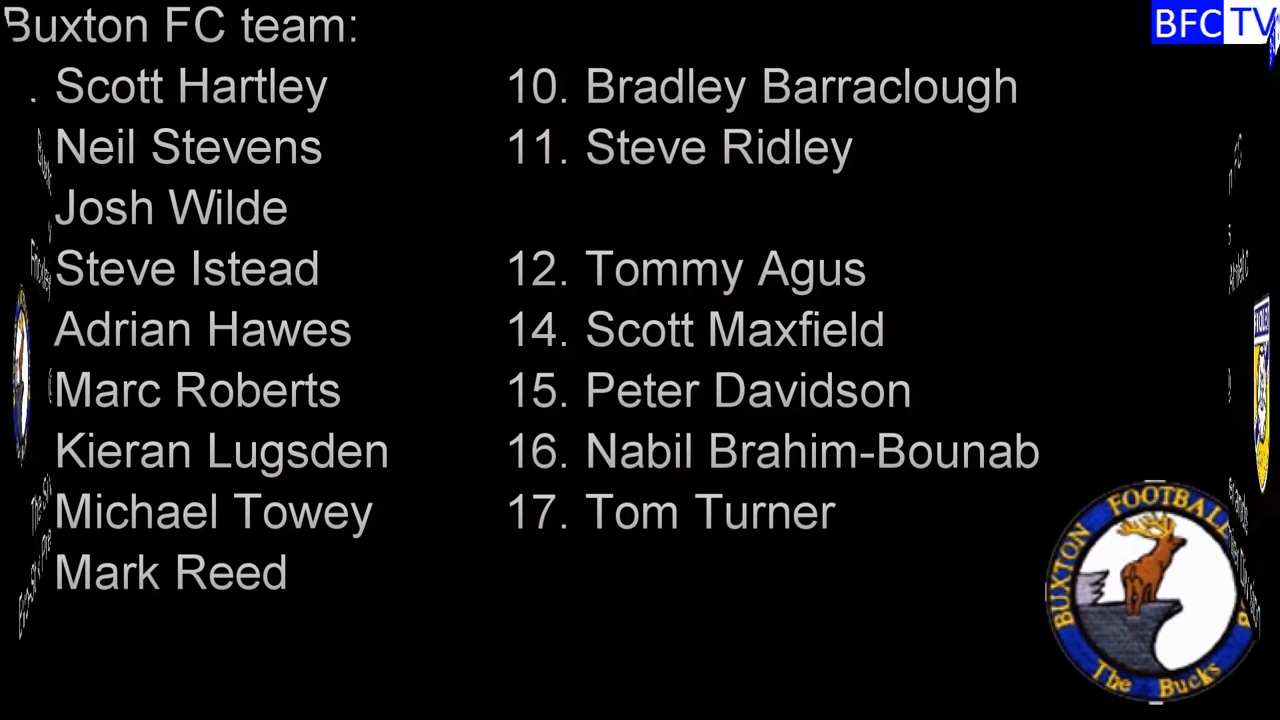 Buxton FC team:
. Scott Hartley
Neil Stevens
Josh Wilde
Steve Istead
Adrian Hawes
Marc Roberts
Kieran Lugsden
Michael Towey
Mark Reed
10. Bradley Barraclough
11. Steve Ridley
12. Tommy Agus
14. Scott Maxfield
15. Peter Davidson
16. Nabil Brahim-Bounab
17. Tom Turner
BFC TV
BUXTON FOOTBALL
The Bucks